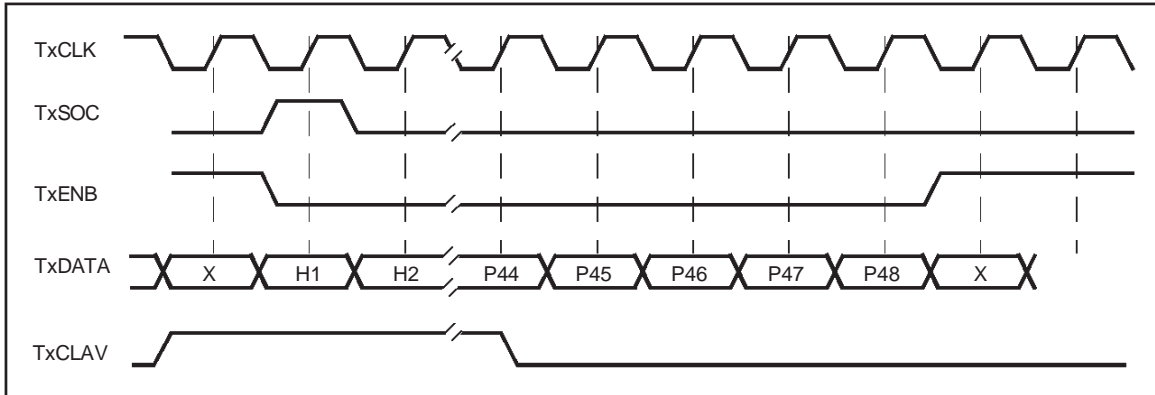 TxCLK
TxSOC
TxENB
TxDATA X H1 H2 P44 P45 P46 P47 P48 X
TxCLAV